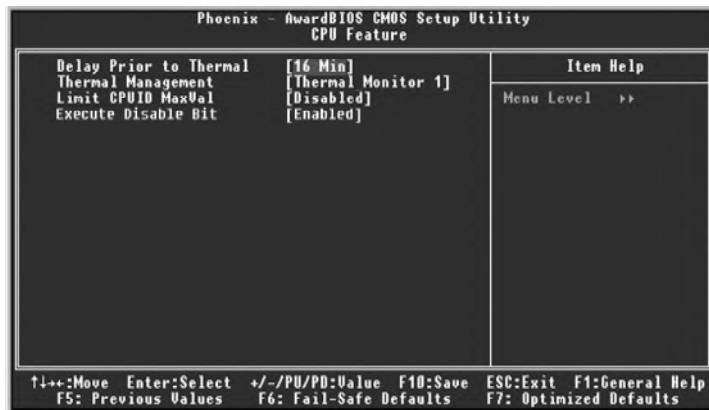 Phoenix - AwardBIOS CMOS Setup Utility
CPU Feature
Delay Prior to Thermal [16 Min]
Thermal Management [Thermal Monitor 1]
Limit CPUID MaxVal [Disabled]
Execute Disable Bit [Enabled]
Item Help
Menu Level ▸▸
↑↓→←:Move Enter:Select +/-/PU/PD:Value F10:Save ESC:Exit F1:General Help
F5: Previous Values F6: Fail-Safe Defaults F7: Optimized Defaults